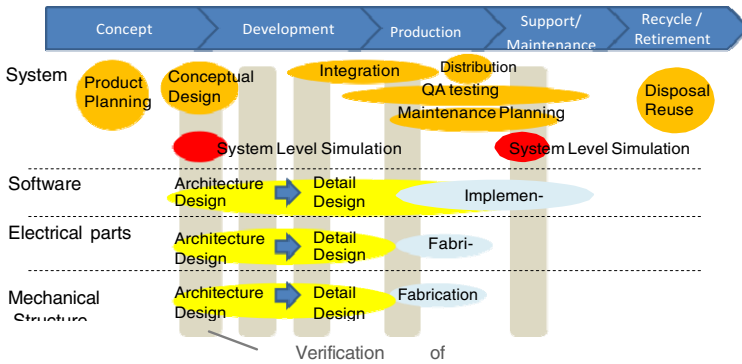 Concept
Development
Production
Support/
Maintenance
Recycle /
Retirement
System
Product
Planning
Conceptual
Design
Integration
Distribution
QA testing
Maintenance Planning
Disposal
Reuse
System Level Simulation
System Level Simulation
Software
Architecture
Design
Detail
Design
Implemen-
Electrical parts
Architecture
Design
Detail
Design
Fabri-
Mechanical
Structure
Architecture
Design
Detail
Design
Fabrication
Verification of